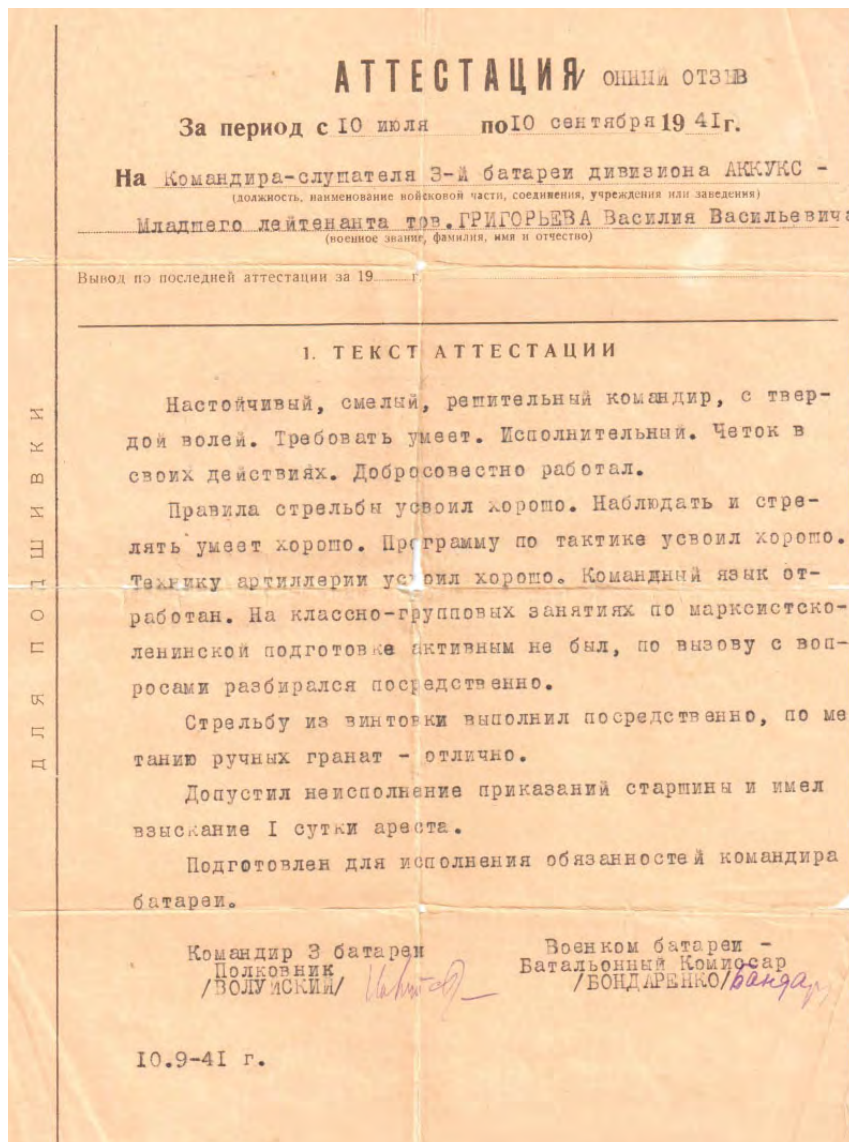 АТТЕСТАЦИЯ/ ОННЫЙ ОТЗЫВ
За период с 10 июля по 10 сентября 19 41 г.
На Командира-слушателя 3-й батареи дивизиона АККУКС -
(должность, наименование войсковой части, соединения, учреждения или заведения)
Младшего лейтенанта тов. ГРИГОРЬЕВА Василия Васильевича
(военное звание, фамилия, имя и отчество)
Вывод по последней аттестации за 19 г.
1. ТЕКСТ АТТЕСТАЦИИ
Настойчивый, смелый, решительный командир, с твер-
дой волей. Требовать умеет. Исполнительный. Четок в
своих действиях. Добросовестно работал.
Правила стрельбы усвоил хорошо. Наблюдать и стре-
лять умеет хорошо. Программу по тактике усвоил хорошо.
Технику артиллерии усвоил хорошо. Командный язык от-
работан. На классно-групповых занятиях по марксистско-
ленинской подготовке активным не был, по вызову с воп-
росами разбирался посредственно.
Стрельбу из винтовки выполнил посредственно, по ме
танию ручных гранат - отлично.
Допустил неисполнение приказаний старшины и имел
взыскание I сутки ареста.
Подготовлен для исполнения обязанностей командира
батареи.
Командир 3 батареи
Полковник
/ВОЛУЙСКИЙ/
Военком батареи -
Батальонный Комиссар
/БОНДАРЕНКО/ Бондар
10.9-41 г.
ДЛЯ ПОДШИВКИ